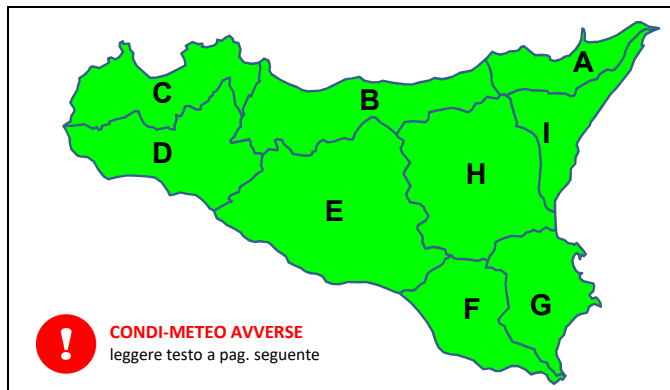 A
C
B
I
D
H
E
F
G
!
CONDI-METEO AVVERSE
leggere testo a pag. seguente